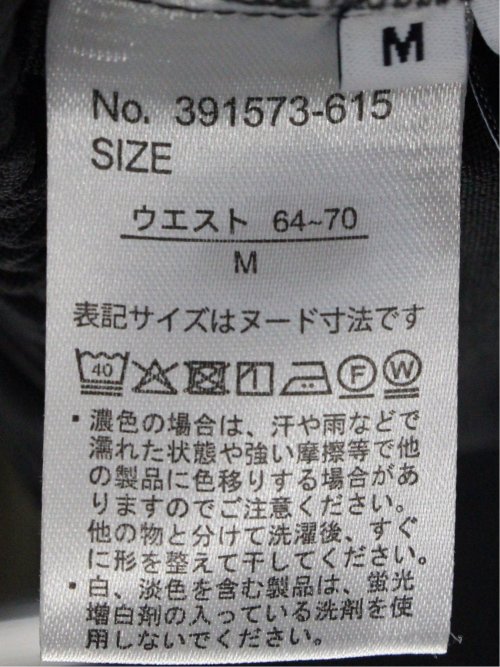 M
No. 391573-615
SIZE
ウエスト 64~70
M
表記サイズはヌード寸法です
40 F W
・濃色の場合は、汗や雨などで
濡れた状態や強い摩擦等で他
の製品に色移りする場合があ
りますのでご注意ください。
他の物と分けて洗濯後、すぐ
に形を整えて干してください。
・白、淡色を含む製品は、蛍光
増白剤の入っている洗剤を使
用しないでください。